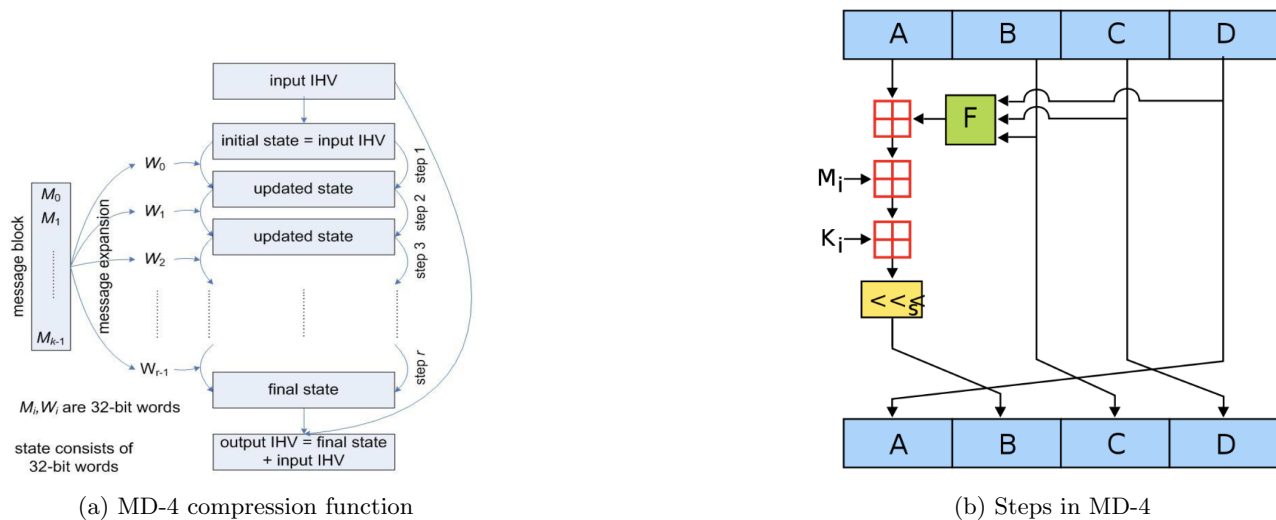 input IHV
initial state = input IHV
step 1
W0
M0
updated state
step 2
M1
W1
updated state
step 3
W2
message block
message expansion
Mk-1
Wr-1
step r
final state
Mi,Wi are 32-bit words
output IHV = final state
+ input IHV
state consists of
32-bit words
(a) MD-4 compression function
A B C D
F
Mi
Ki
<<<
s
A B C D
(b) Steps in MD-4